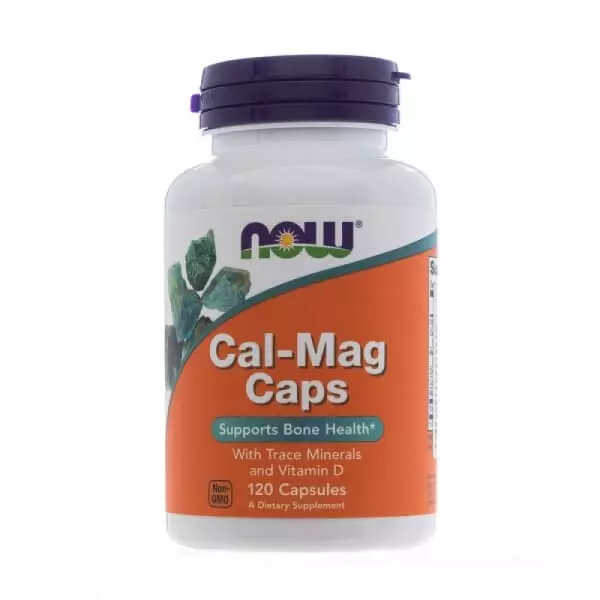 NOW®
Cal-Mag
Caps
Supports Bone Health*
With Trace Minerals
and Vitamin D
Non-
GMO
120 Capsules
A Dietary Supplement